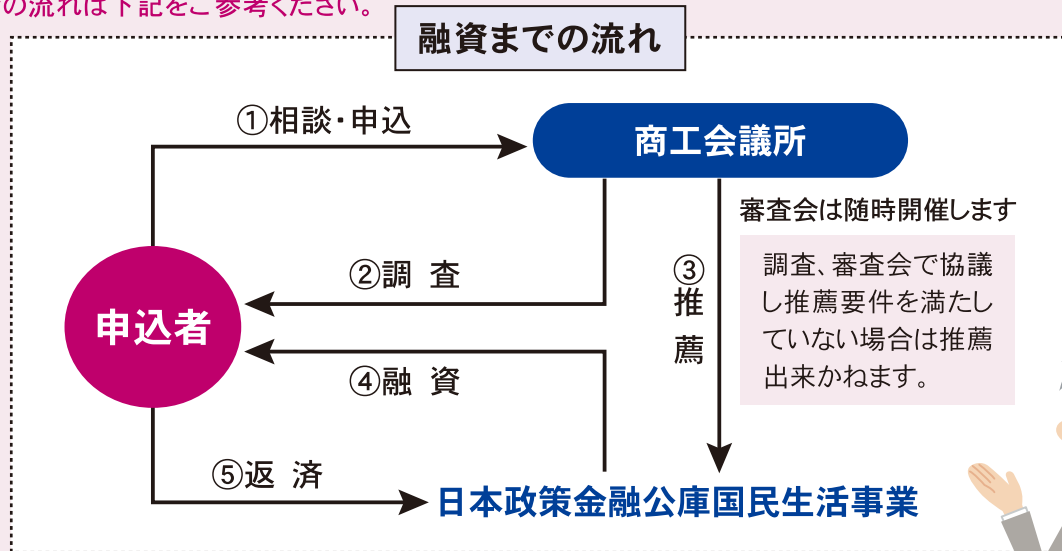 の流れは下記をご参考ください。
融資までの流れ
①相談・申込
商工会議所
審査会は随時開催します
②調 査
③推 薦
調査、審査会で協議
し推薦要件を満たし
ていない場合は推薦
出来かねます。
申込者
④融 資
⑤返 済
日本政策金融公庫国民生活事業